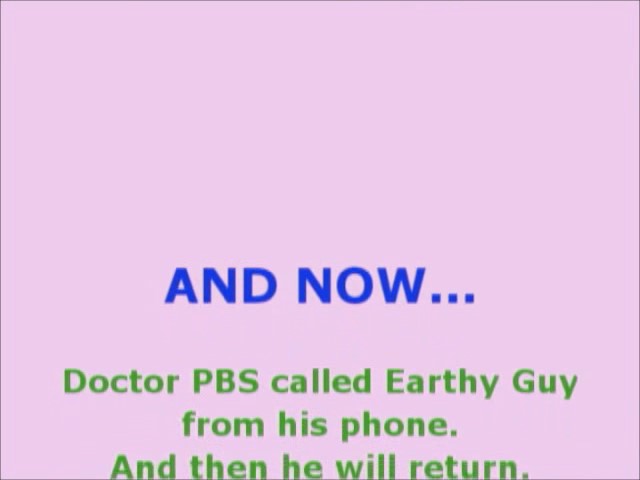 AND NOW...
Doctor PBS called Earthy Guy
from his phone.
And then he will return.